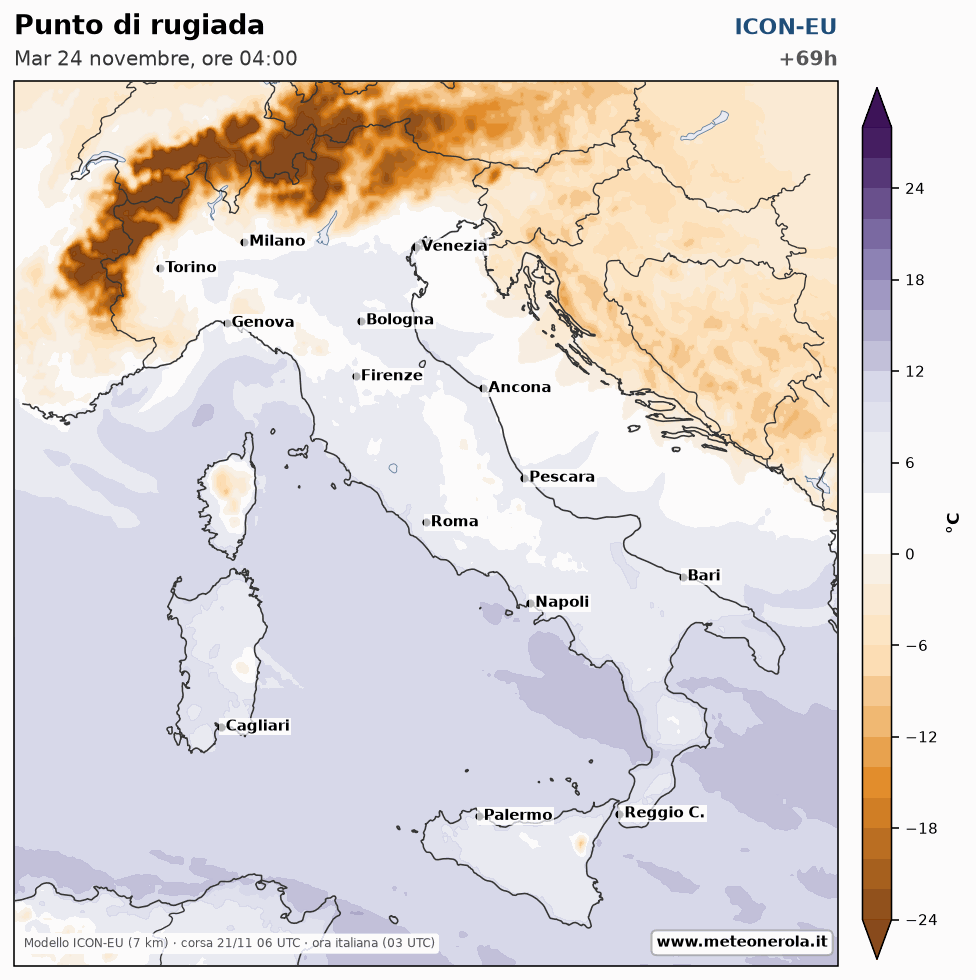 Punto di rugiada
ICON-EU
Mar 24 novembre, ore 04:00
+69h
Milano
Venezia
Torino
Genova
Bologna
Firenze
Ancona
Pescara
Roma
Bari
Napoli
Cagliari
Palermo
Reggio C.
24
18
12
6
0
−6
−12
−18
−24
°C
Modello ICON-EU (7 km) · corsa 21/11 06 UTC · ora italiana (03 UTC)
www.meteonerola.it